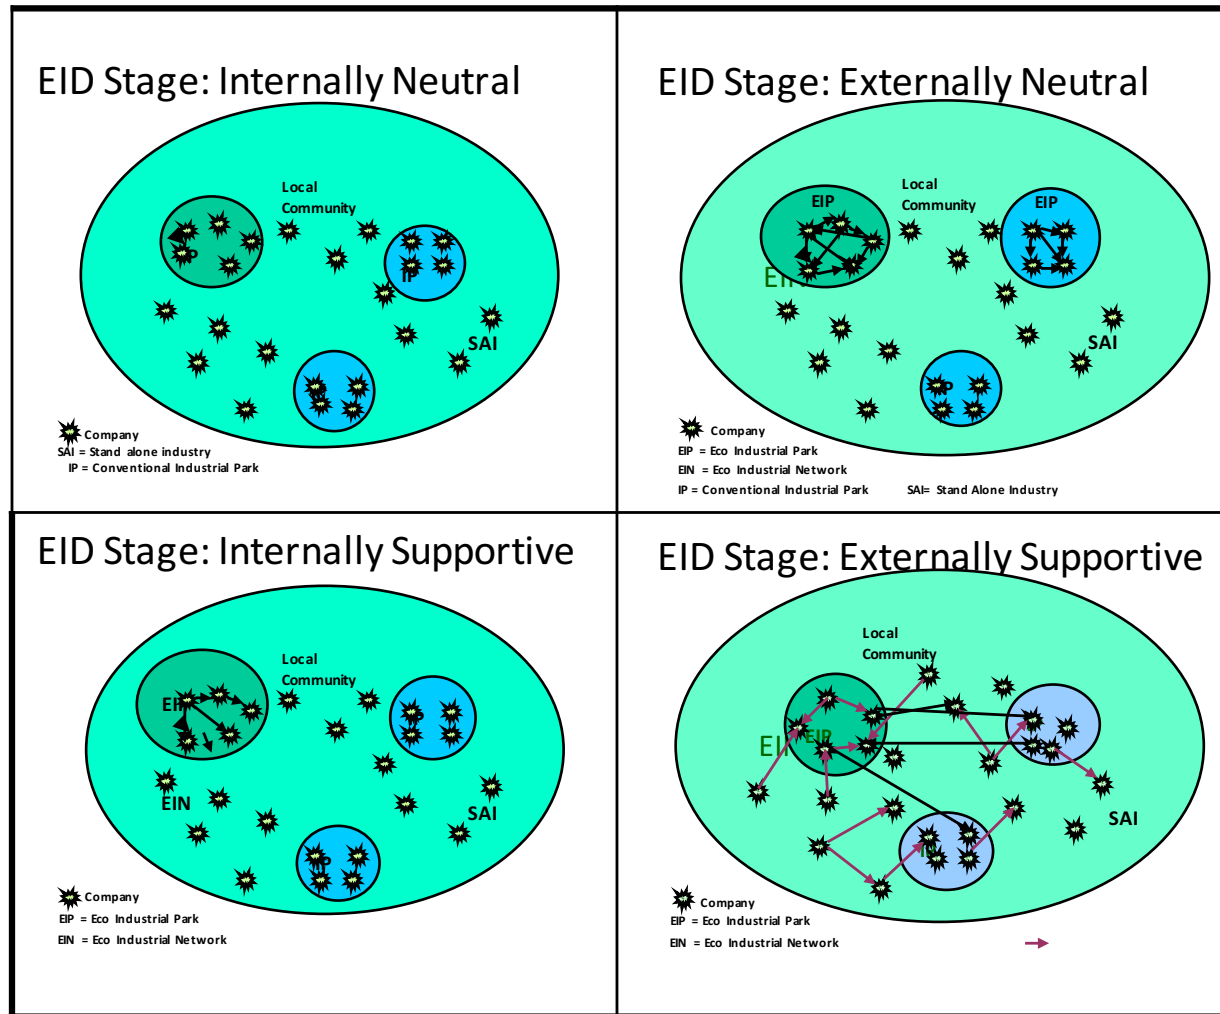 EID Stage: Internally Neutral
Local
Community
IP
SAI
Company
SAI = Stand alone industry
IP = Conventional Industrial Park
EID Stage: Externally Neutral
EIP
Local
Community
EIP
SAI
Company
EIP = Eco Industrial Park
EIN = Eco Industrial Network
IP = Conventional Industrial Park
SAI= Stand Alone Industry
EID Stage: Internally Supportive
Local
Community
EIP
EIN
SAI
IP
Company
EIP = Eco Industrial Park
EIN = Eco Industrial Network
EID Stage: Externally Supportive
Local
Community
EIP
SAI
Company
EIP = Eco Industrial Park
EIN = Eco Industrial Network